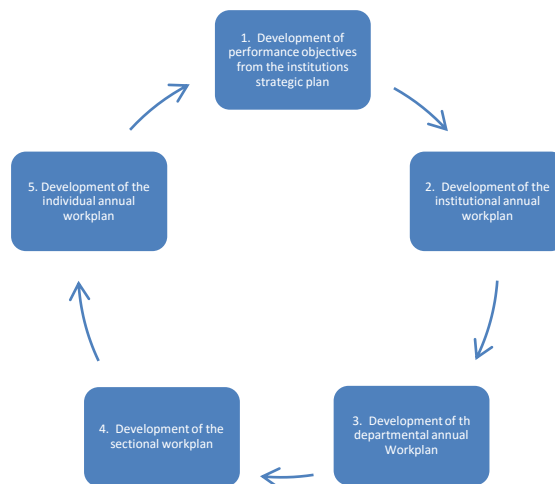 1. Development of
performance objectives
from the institutions
strategic plan
2. Development of the
institutional annual
workplan
3. Development of th
departmental annual
Workplan
4. Development of the
sectional workplan
5. Development of the
individual annual
workplan